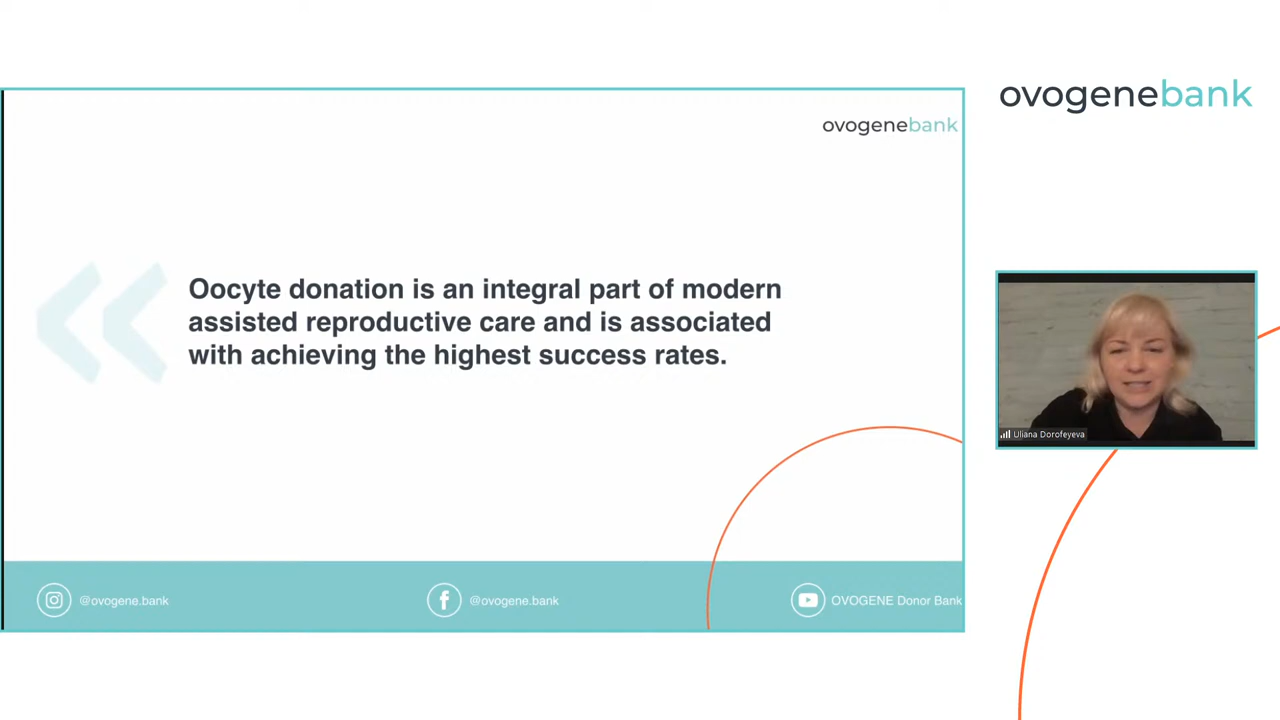 ovogenebank
ovogenebank
Oocyte donation is an integral part of modern
assisted reproductive care and is associated
with achieving the highest success rates.
Uliana Dorofeyeva
@ovogene.bank
@ovogene.bank
OVOGENE Donor Bank